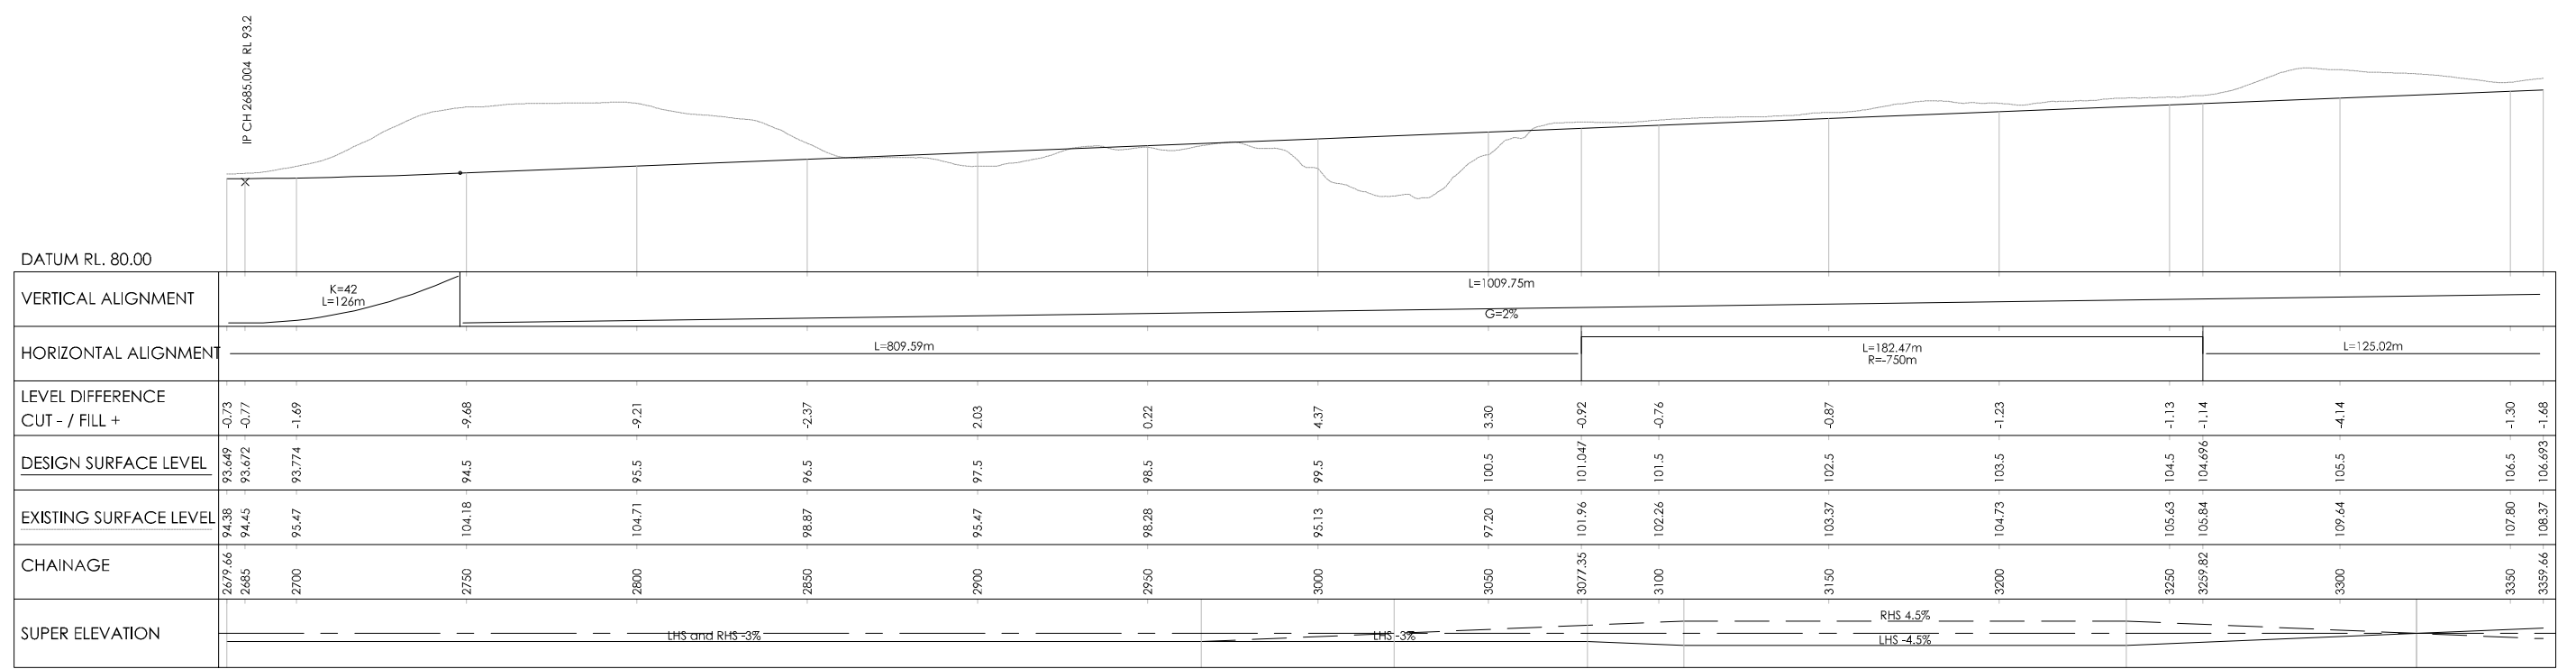 IP CH 2685.004 RL 93.2
DATUM RL. 80.00
VERTICAL ALIGNMENT
K=42
L=126m
L=1009.75m
G=2%
HORIZONTAL ALIGNMENT
L=809.59m
L=182.47m
R=-750m
L=125.02m
LEVEL DIFFERENCE
CUT - / FILL +
-0.73 -0.77 -1.69 -9.68 -9.21 -2.37 2.03 0.22 4.37 3.30 -0.92 -0.76 -0.87 -1.23 -1.13 -1.14 -4.14 -1.30 -1.68
DESIGN SURFACE LEVEL
93.649 93.672 93.774 94.5 95.5 96.5 97.5 98.5 99.5 100.5 101.047 101.5 102.5 103.5 104.5 104.696 105.5 106.5 106.693
EXISTING SURFACE LEVEL
94.38 94.45 95.47 104.18 104.71 98.87 95.47 98.28 95.13 97.20 101.96 102.26 103.37 104.73 105.63 105.84 109.64 107.80 108.37
CHAINAGE
2679.66 2685 2700 2750 2800 2850 2900 2950 3000 3050 3077.35 3100 3150 3200 3250 3259.82 3300 3350 3359.66
SUPER ELEVATION
LHS and RHS -3%
LHS -3%
RHS 4.5%
LHS -4.5%